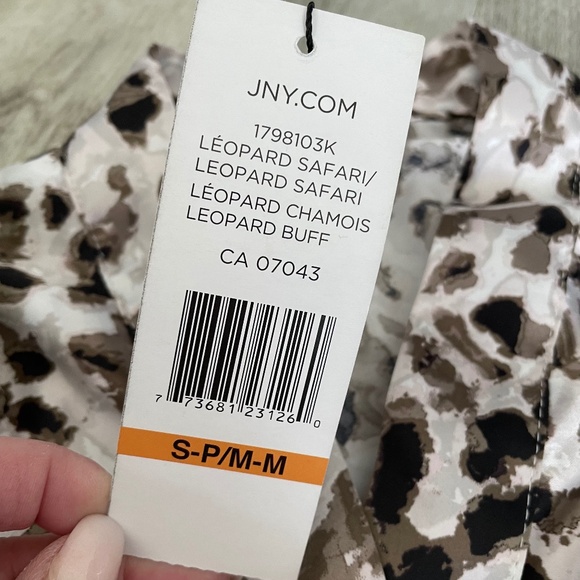 JNY.COM
1798103K
LÉOPARD SAFARI/
LEOPARD SAFARI
LÉOPARD CHAMOIS
LEOPARD BUFF
CA 07043
7 73681 23126 0
S-P/M-M